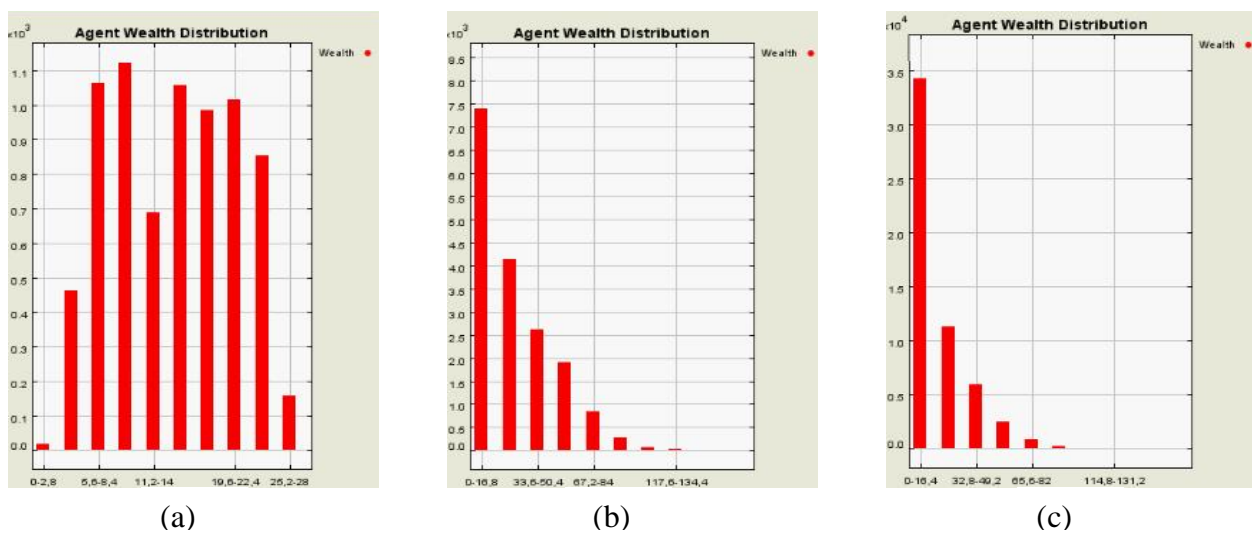 Agent Wealth Distribution
x10³
Wealth
1.1
1.0
0.9
0.8
0.7
0.6
0.5
0.4
0.3
0.2
0.1
0.0
0-2,8 5,6-8,4 11,2-14 19,6-22,4 25,2-28
(a)
Agent Wealth Distribution
x10³
Wealth
8.5
8.0
7.5
7.0
6.5
6.0
5.5
5.0
4.5
4.0
3.5
3.0
2.5
2.0
1.5
1.0
0.5
0.0
0-16,8 33,6-50,4 67,2-84 117,6-134,4
(b)
Agent Wealth Distribution
x10⁴
Wealth
3.5
3.0
2.5
2.0
1.5
1.0
0.5
0.0
0-16,4 32,8-49,2 65,6-82 114,8-131,2
(c)